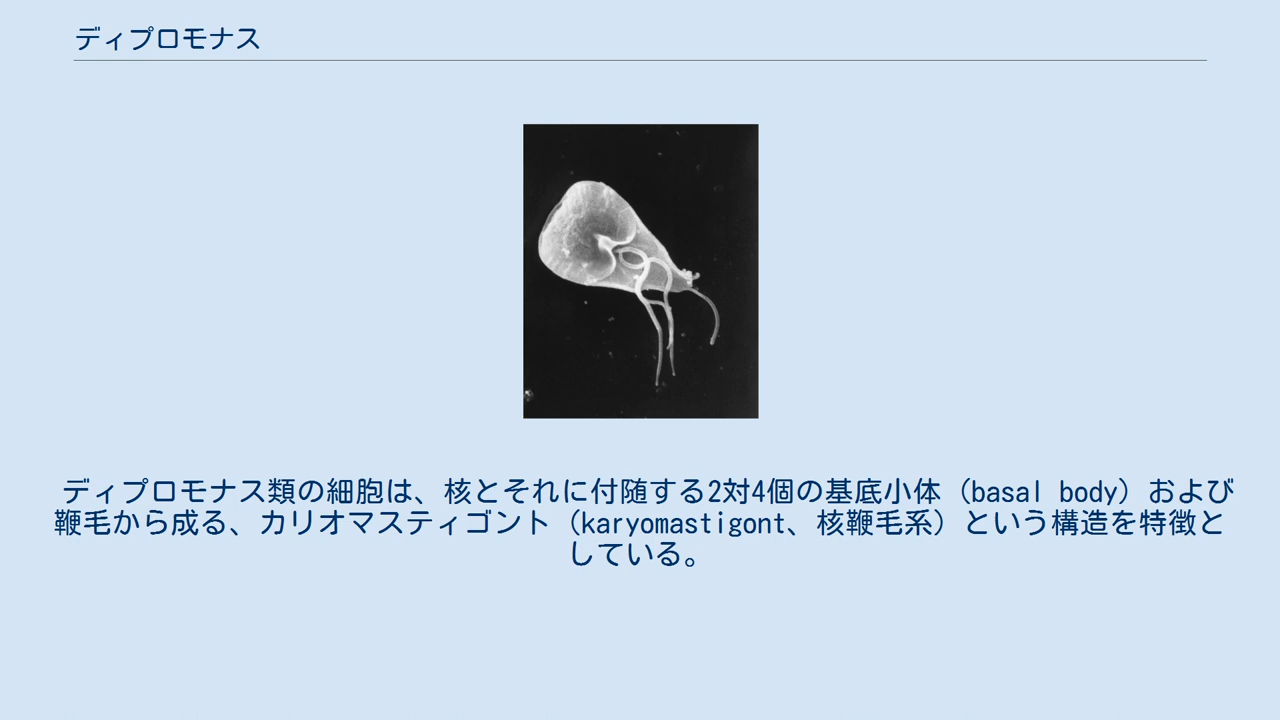 ディプロモナス
ディプロモナス類の細胞は、核とそれに付随する2対4個の基底小体（basal body）および
鞭毛から成る、カリオマスティゴント（karyomastigont、核鞭毛系）という構造を特徴と
している。